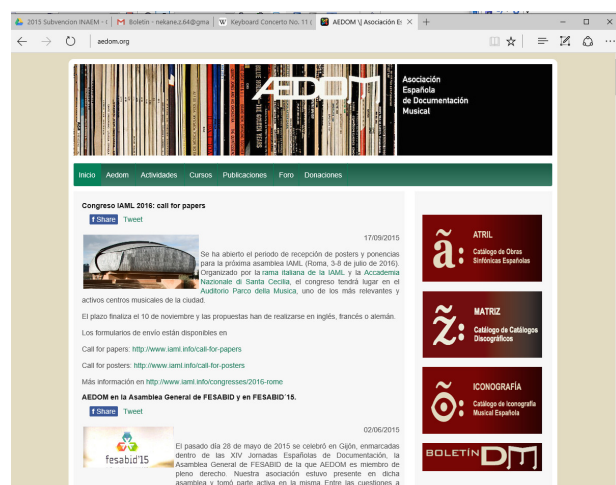 2015 Subvencion INAEM - (
Boletin - nekane.z.64@gma
Keyboard Concerto No. 11 (
AEDOM \| Asociación Es
aedom.org
ÆDOM
Asociación
Española
de Documentación
Musical
Inicio Aedom Actividades Cursos Publicaciones Foro Donaciones
Congreso IAML 2016: call for papers
f Share Tweet
17/09/2015
Se ha abierto el periodo de recepción de posters y ponencias
para la próxima asamblea IAML (Roma, 3-8 de julio de 2016).
Organizado por la rama italiana de la IAML y la Accademia
Nazionale di Santa Cecilia, el congreso tendrá lugar en el
Auditorio Parco della Musica, uno de los más relevantes y
activos centros musicales de la ciudad.
El plazo finaliza el 10 de noviembre y las propuestas han de realizarse en inglés, francés o alemán.
Los formularios de envío están disponibles en
Call for papers: http://www.iaml.info/call-for-papers
Call for posters: http://www.iaml.info/call-for-posters
Más información en http://www.iaml.info/congresses/2016-rome
AEDOM en la Asamblea General de FESABID y en FESABID´15.
f Share Tweet
02/06/2015
fesabid'15
El pasado día 28 de mayo de 2015 se celebró en Gijón, enmarcadas
dentro de las XIV Jornadas Españolas de Documentación, la
Asamblea General de FESABID de la que AEDOM es miembro de
pleno derecho. Nuestra asociación estuvo presente en dicha
asamblea y tomó parte activa en la misma. Entre las cuestiones a
ã:
ATRIL
Catálogo de Obras
Sinfónicas Españolas
z̃:
MATRIZ
Catálogo de Catálogos
Discográficos
õ:
ICONOGRAFÍA
Catálogo de Iconografía
Musical Española
BOLETÍN DM